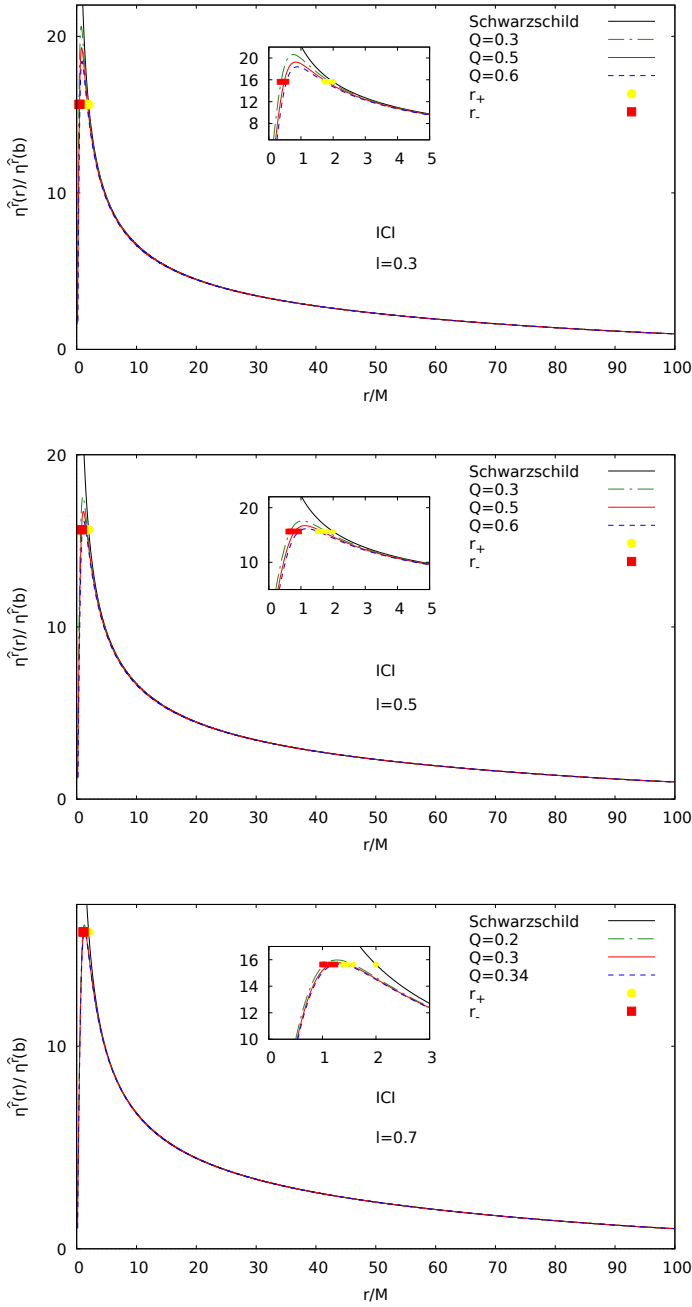 20
10
0
η^r̂(r)/ η^r̂(b)
Schwarzschild
Q=0.3
Q=0.5
Q=0.6
r+
r-
20
16
12
8
0 1 2 3 4 5
ICI
l=0.3
0 10 20 30 40 50 60 70 80 90 100
r/M
20
10
0
η^r̂(r)/ η^r̂(b)
Schwarzschild
Q=0.3
Q=0.5
Q=0.6
r+
r-
20
10
0 1 2 3 4 5
ICI
l=0.5
0 10 20 30 40 50 60 70 80 90 100
r/M
10
0
η^r̂(r)/ η^r̂(b)
Schwarzschild
Q=0.2
Q=0.3
Q=0.34
r+
r-
16
14
12
10
0 1 2 3
ICI
l=0.7
0 10 20 30 40 50 60 70 80 90 100
r/M